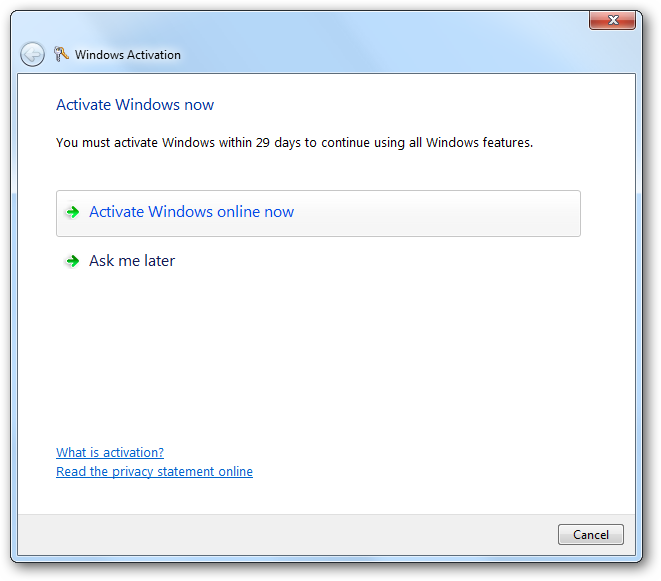 Windows Activation
Activate Windows now
You must activate Windows within 29 days to continue using all Windows features.
Activate Windows online now
Ask me later
What is activation?
Read the privacy statement online
Cancel